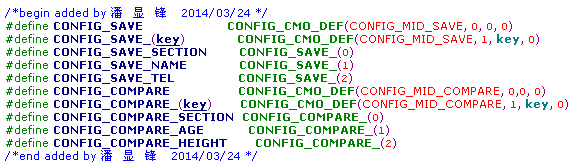 /*begin added by 潘 显 锋 2014/03/24 */
#define CONFIG_SAVE CONFIG_CMO_DEF(CONFIG_MID_SAVE, 0, 0, 0)
#define CONFIG_SAVE_(key) CONFIG_CMO_DEF(CONFIG_MID_SAVE, 1, key, 0)
#define CONFIG_SAVE_SECTION CONFIG_SAVE_(0)
#define CONFIG_SAVE_NAME CONFIG_SAVE_(1)
#define CONFIG_SAVE_TEL CONFIG_SAVE_(2)
#define CONFIG_COMPARE CONFIG_CMO_DEF(CONFIG_MID_COMPARE, 0,0, 0)
#define CONFIG_COMPARE_(key) CONFIG_CMO_DEF(CONFIG_MID_COMPARE, 1, key, 0)
#define CONFIG_COMPARE_SECTION CONFIG_COMPARE_(0)
#define CONFIG_COMPARE_AGE CONFIG_COMPARE_(1)
#define CONFIG_COMPARE_HEIGHT CONFIG_COMPARE_(2)
/*end added by 潘 显 锋 2014/03/24 */